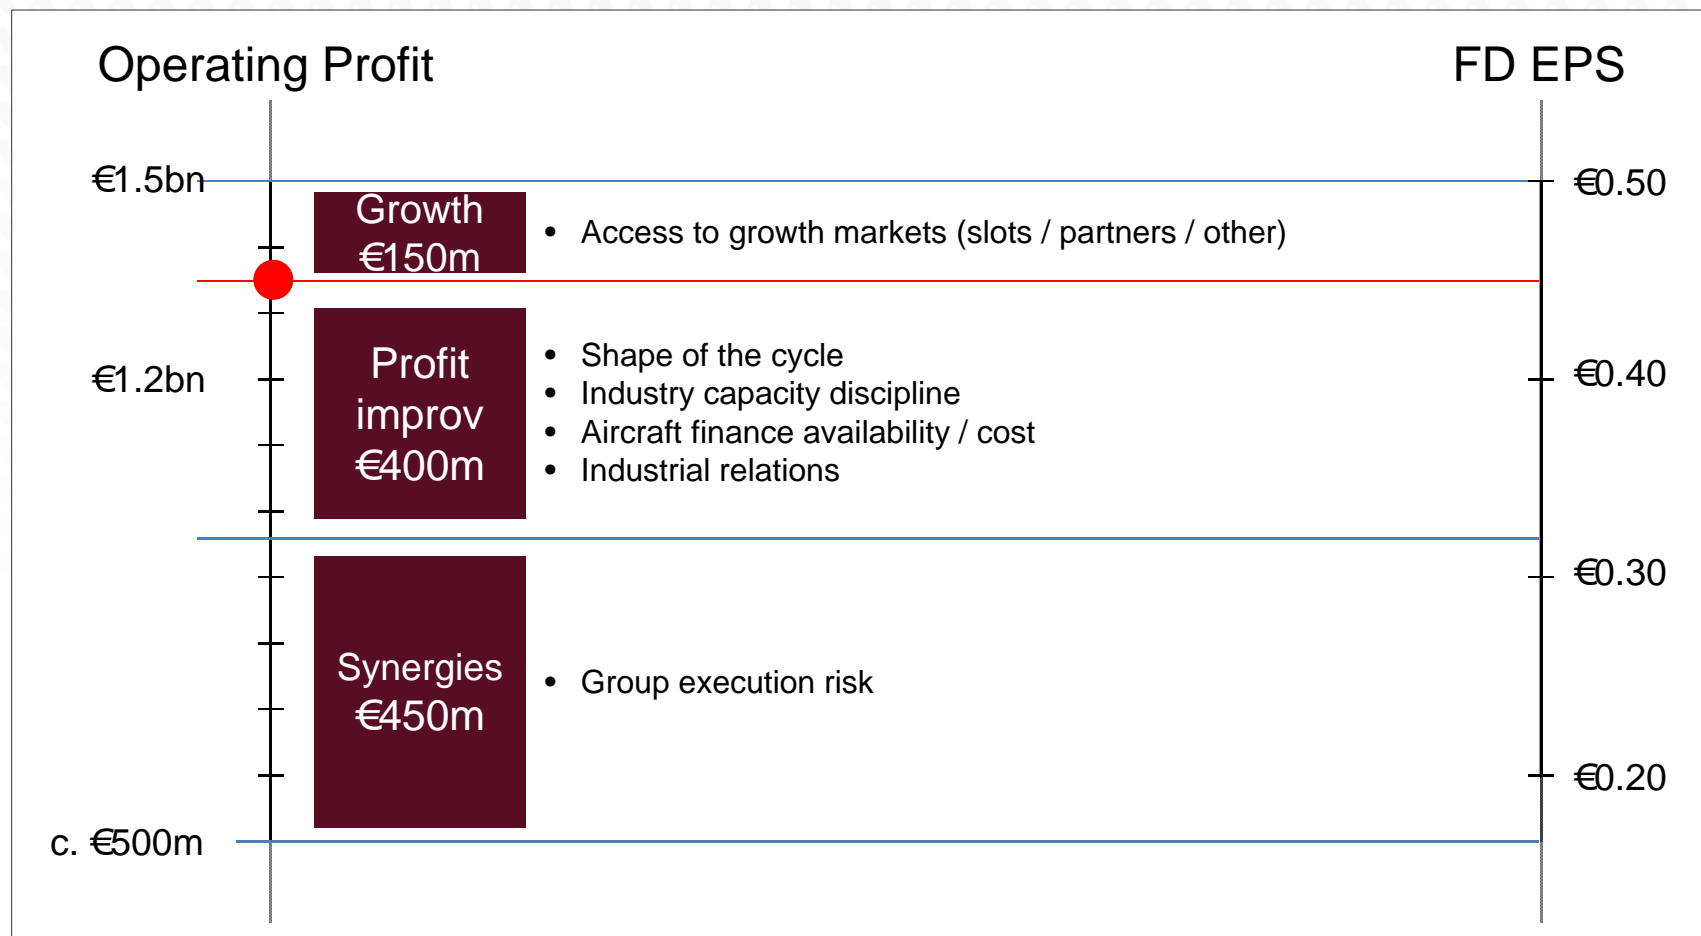 Operating Profit
FD EPS
€1.5bn
€0.50
Growth
€150m
• Access to growth markets (slots / partners / other)
€1.2bn
€0.40
Profit
improv
€400m
• Shape of the cycle
• Industry capacity discipline
• Aircraft finance availability / cost
• Industrial relations
€0.30
Synergies
€450m
• Group execution risk
€0.20
c. €500m